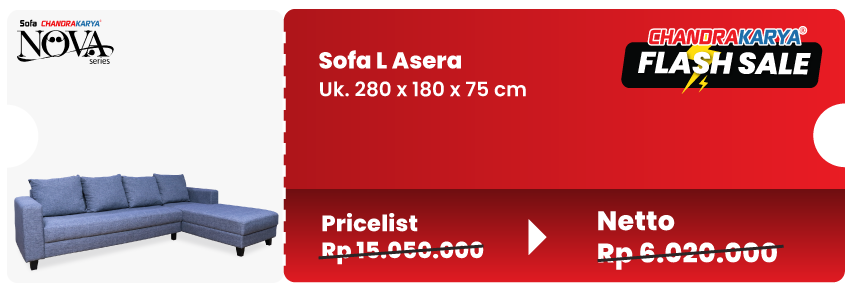 Sofa CHANDRAKARYA®
NOVA
series
Sofa L Asera
Uk. 280 x 180 x 75 cm
CHANDRAKARYA®
FLASH SALE
Pricelist
Rp 15.050.000
Netto
Rp 6.020.000